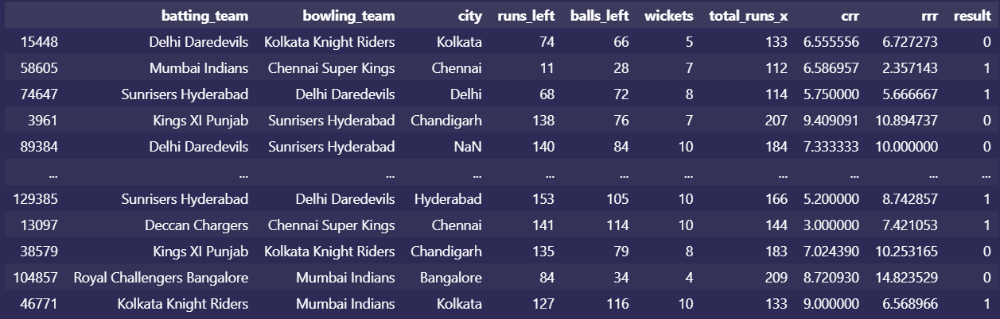 batting_team bowling_team city runs_left balls_left wickets total_runs_x crr rrr result
15448 Delhi Daredevils Kolkata Knight Riders Kolkata 74 66 5 133 6.555556 6.727273 0
58605 Mumbai Indians Chennai Super Kings Chennai 11 28 7 112 6.586957 2.357143 1
74647 Sunrisers Hyderabad Delhi Daredevils Delhi 68 72 8 114 5.750000 5.666667 1
3961 Kings XI Punjab Sunrisers Hyderabad Chandigarh 138 76 7 207 9.409091 10.894737 0
89384 Delhi Daredevils Sunrisers Hyderabad NaN 140 84 10 184 7.333333 10.000000 0
... ... ... ... ... ... ... ... ... ... ...
129385 Sunrisers Hyderabad Delhi Daredevils Hyderabad 153 105 10 166 5.200000 8.742857 1
13097 Deccan Chargers Chennai Super Kings Chennai 141 114 10 144 3.000000 7.421053 1
38579 Kings XI Punjab Kolkata Knight Riders Chandigarh 135 79 8 183 7.024390 10.253165 0
104857 Royal Challengers Bangalore Mumbai Indians Bangalore 84 34 4 209 8.720930 14.823529 0
46771 Kolkata Knight Riders Mumbai Indians Kolkata 127 116 10 133 9.000000 6.568966 1